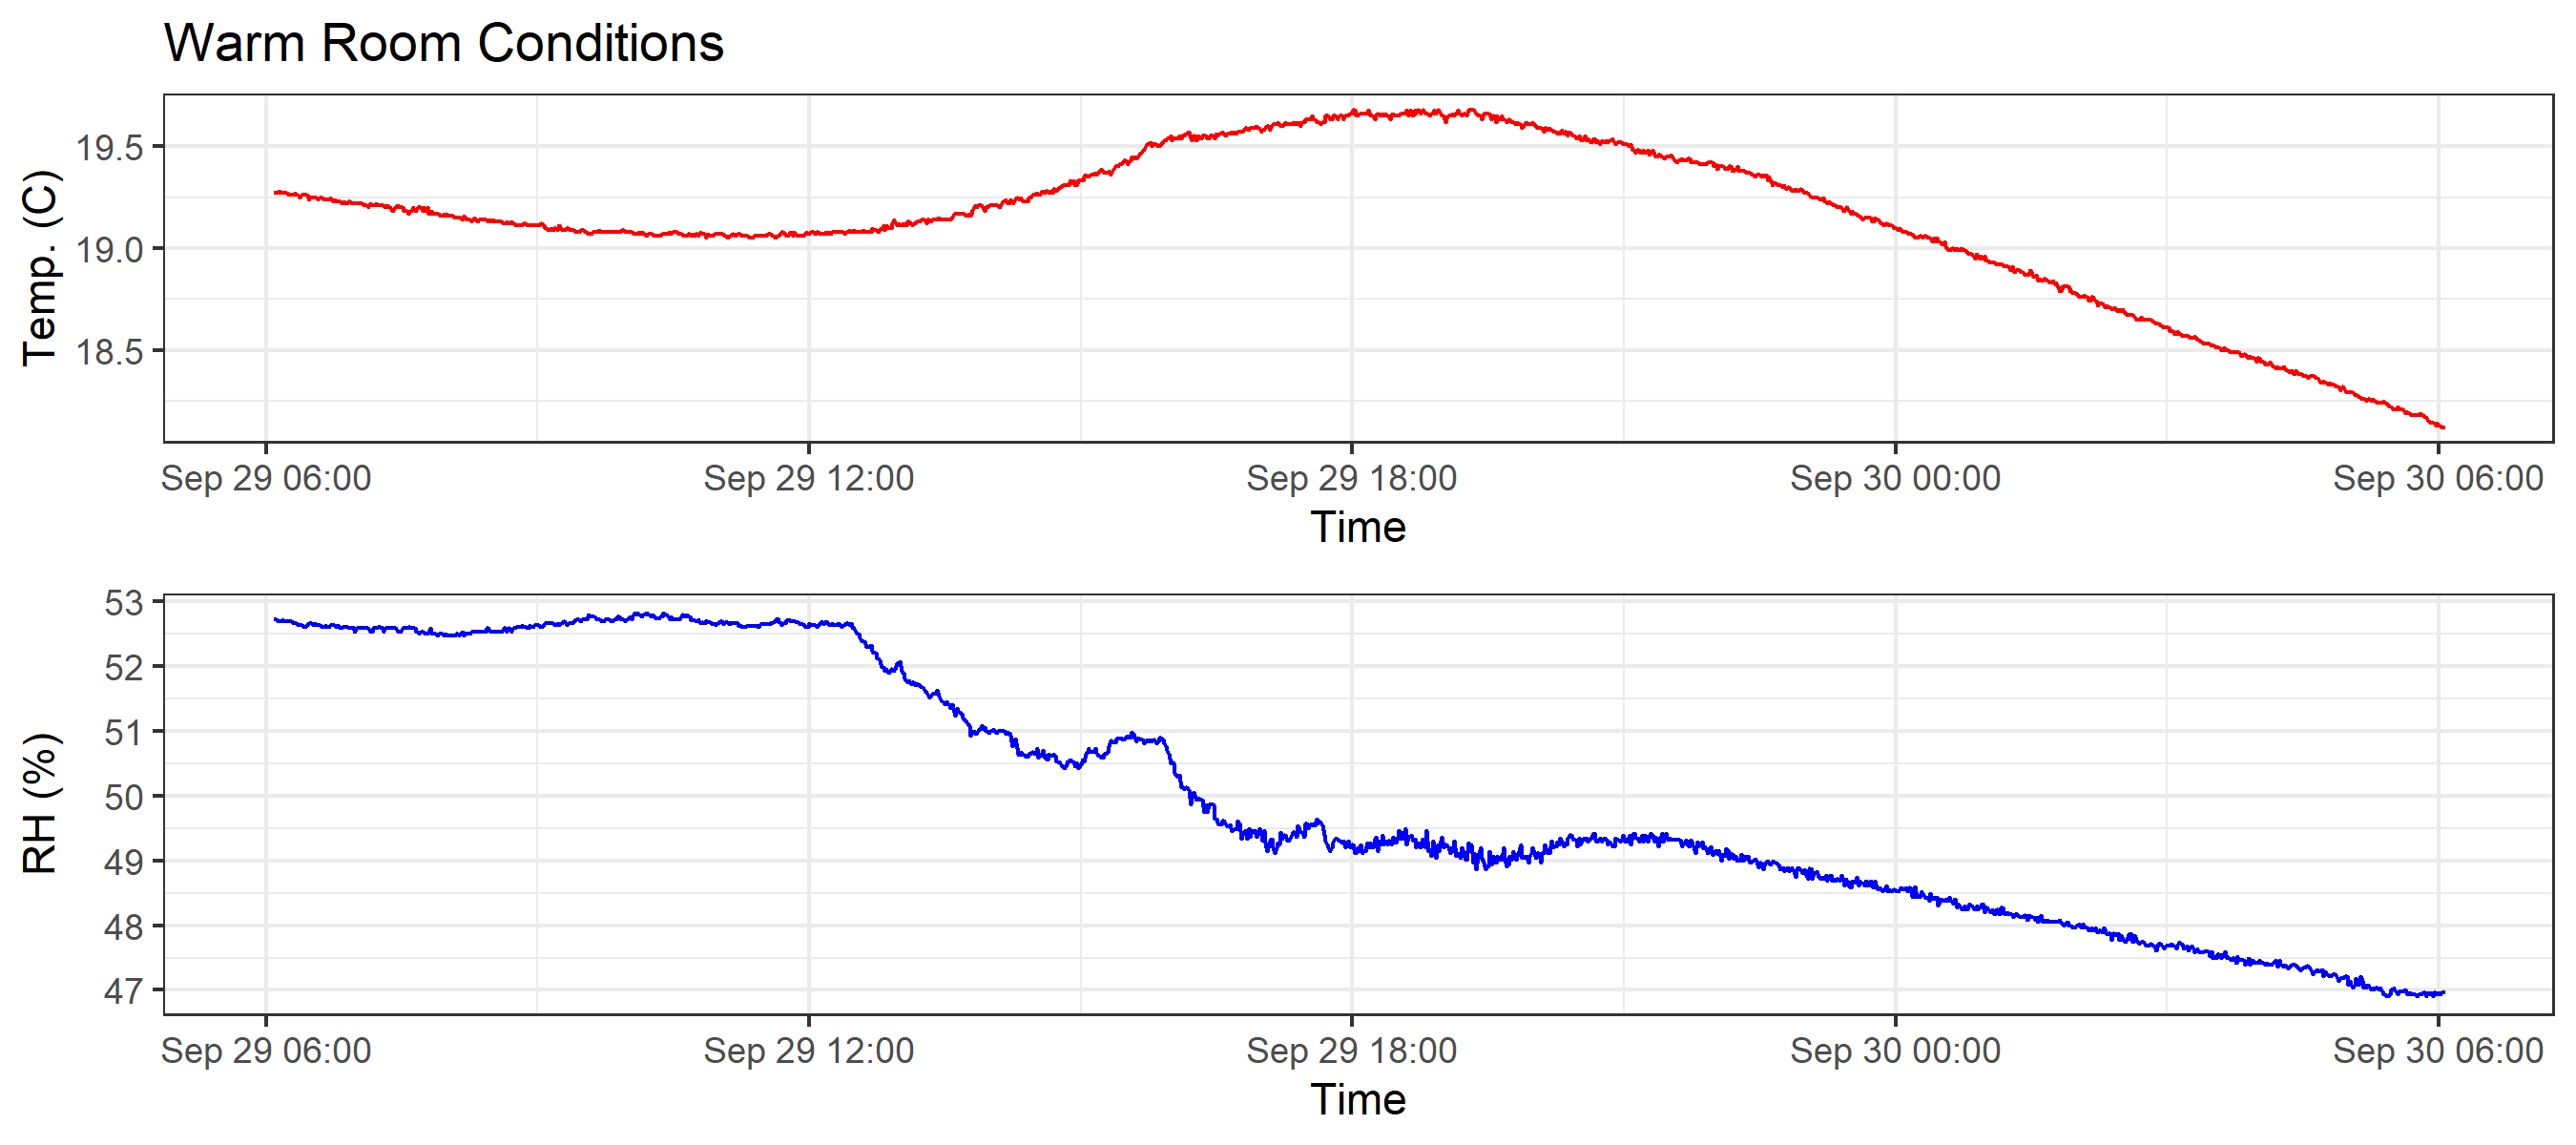 Warm Room Conditions
Temp. (C)
19.5
19.0
18.5
Sep 29 06:00 Sep 29 12:00 Sep 29 18:00 Sep 30 00:00 Sep 30 06:00
Time
RH (%)
53
52
51
50
49
48
47
Sep 29 06:00 Sep 29 12:00 Sep 29 18:00 Sep 30 00:00 Sep 30 06:00
Time